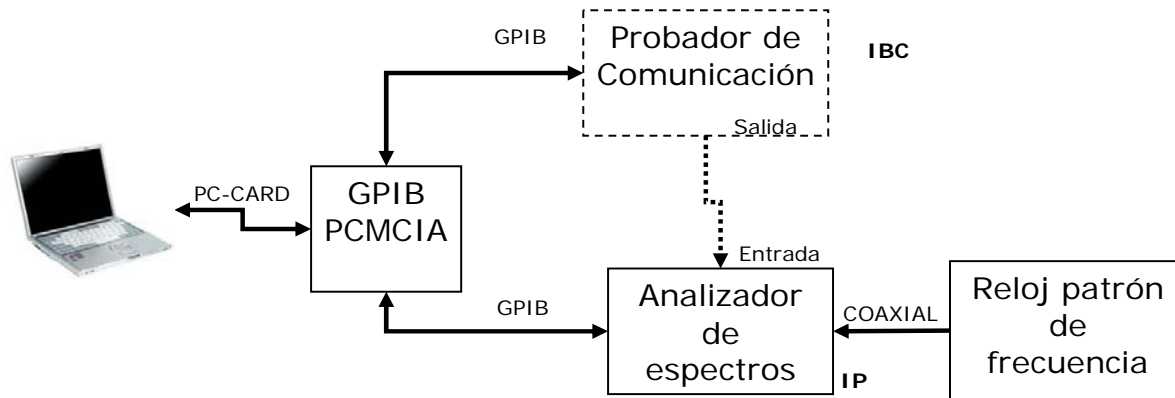 GPIB
Probador de
Comunicación
IBC
Salida
PC-CARD
GPIB
PCMCIA
Entrada
GPIB
Analizador
de
espectros
IP
COAXIAL
Reloj patrón
de
frecuencia